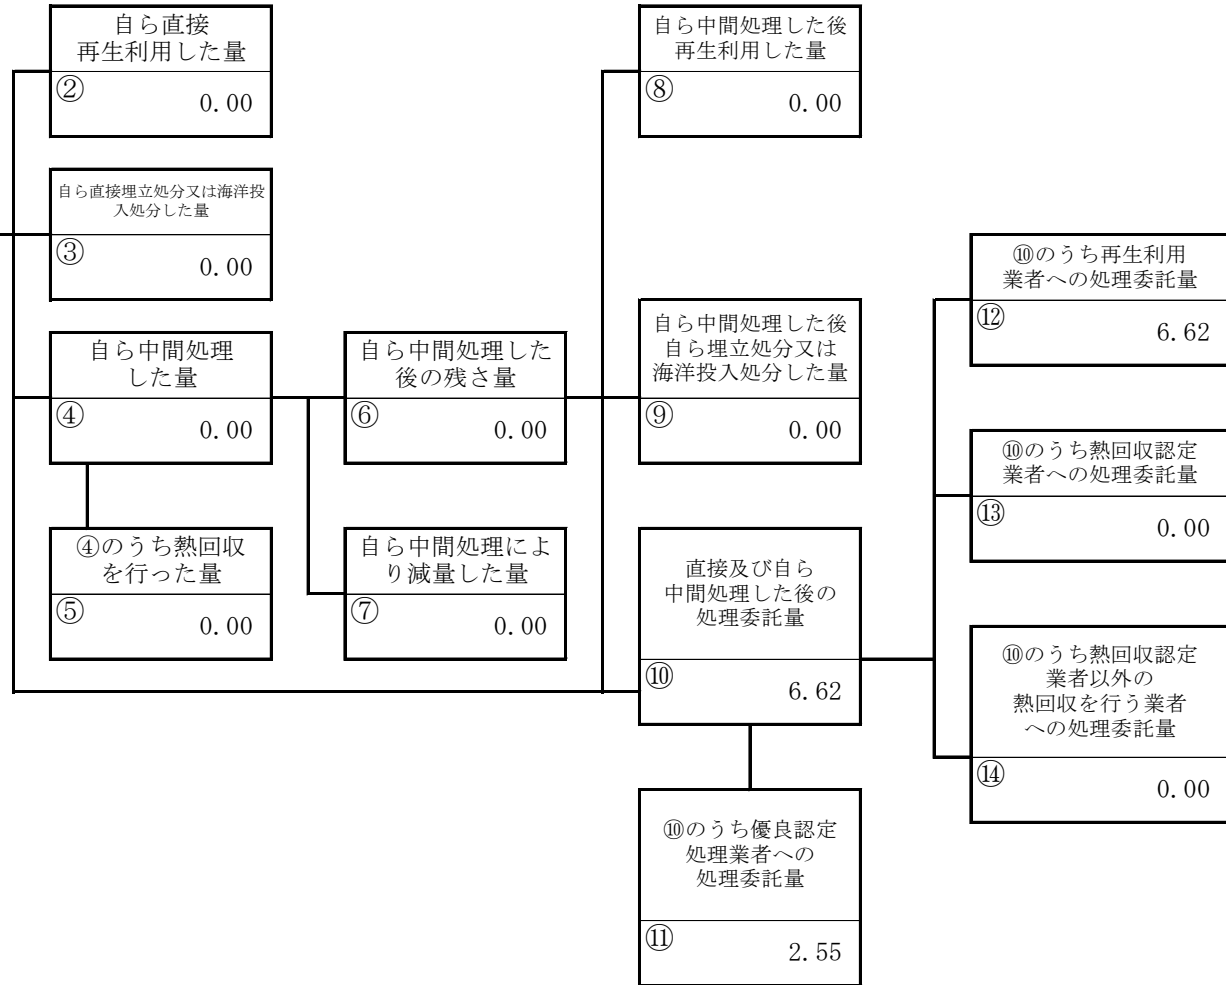 自ら直接
再生利用した量
②
0.00
自ら直接埋立処分又は海洋投
入処分した量
③
0.00
自ら中間処理
した量
④
0.00
④のうち熱回収
を行った量
⑤
0.00
自ら中間処理した
後の残さ量
⑥
0.00
自ら中間処理によ
り減量した量
⑦
0.00
自ら中間処理した後
再生利用した量
⑧
0.00
自ら中間処理した後
自ら埋立処分又は
海洋投入処分した量
⑨
0.00
直接及び自ら
中間処理した後の
処理委託量
⑩
6.62
⑩のうち優良認定
処理業者への
処理委託量
⑪
2.55
⑩のうち再生利用
業者への処理委託量
⑫
6.62
⑩のうち熱回収認定
業者への処理委託量
⑬
0.00
⑩のうち熱回収認定
業者以外の
熱回収を行う業者
への処理委託量
⑭
0.00